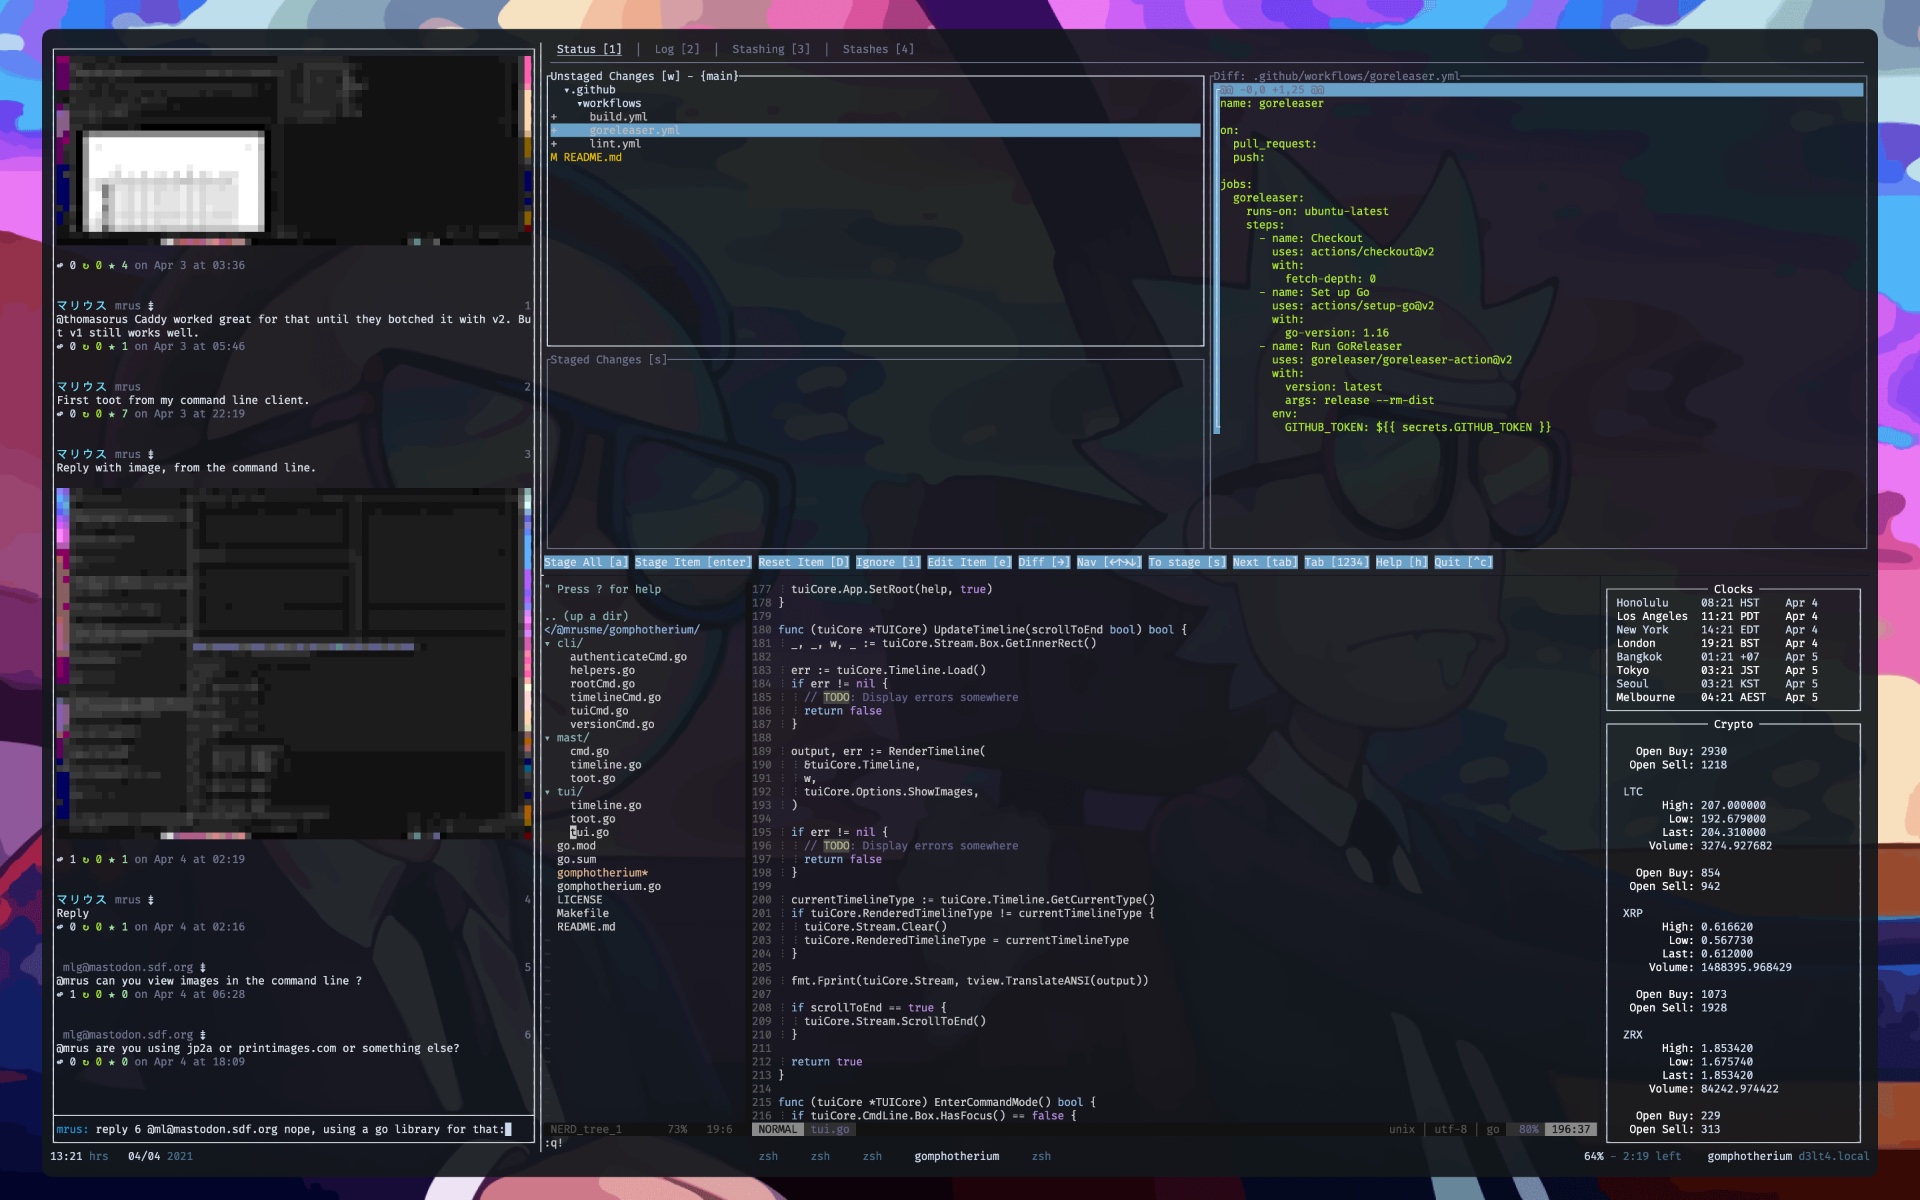 ⇄ 0 ↻ 0 ★ 4 on Apr 3 at 03:36
マリウス mrus ‡ 1
@thomasorus Caddy worked great for that until they botched it with v2. Bu
t v1 still works well.
⇄ 0 ↻ 0 ★ 1 on Apr 3 at 05:46
マリウス mrus 2
First toot from my command line client.
⇄ 0 ↻ 0 ★ 7 on Apr 3 at 22:19
マリウス mrus ‡ 3
Reply with image, from the command line.
⇄ 1 ↻ 0 ★ 1 on Apr 4 at 02:19
マリウス mrus ‡ 4
Reply
⇄ 0 ↻ 0 ★ 1 on Apr 4 at 02:16
mlg@mastodon.sdf.org ‡ 5
@mrus can you view images in the command line ?
⇄ 1 ↻ 0 ★ 0 on Apr 4 at 06:28
mlg@mastodon.sdf.org ‡ 6
@mrus are you using jp2a or printimages.com or something else?
⇄ 0 ↻ 0 ★ 0 on Apr 4 at 18:09
mrus: reply 6 @ml@mastodon.sdf.org nope, using a go library for that:
Status [1] | Log [2] | Stashing [3] | Stashes [4]
Unstaged Changes [w] - {main}
▾.github
▾workflows
+ build.yml
+ goreleaser.yml
+ lint.yml
M README.md
Staged Changes [s]
Diff: .github/workflows/goreleaser.yml
@@ -0,0 +1,25 @@
name: goreleaser
on:
pull_request:
push:
jobs:
goreleaser:
runs-on: ubuntu-latest
steps:
- name: Checkout
uses: actions/checkout@v2
with:
fetch-depth: 0
- name: Set up Go
uses: actions/setup-go@v2
with:
go-version: 1.16
- name: Run GoReleaser
uses: goreleaser/goreleaser-action@v2
with:
version: latest
args: release --rm-dist
env:
GITHUB_TOKEN: ${{ secrets.GITHUB_TOKEN }}
Stage All [a] Stage Item [enter] Reset Item [D] Ignore [i] Edit Item [e] Diff [→] Nav [←↑→↓] To stage [s] Next [tab] Tab [1234] Help [h] Quit [^c]
" Press ? for help
.. (up a dir)
</@mrusme/gomphotherium/
▾ cli/
authenticateCmd.go
helpers.go
rootCmd.go
timelineCmd.go
tuiCmd.go
versionCmd.go
▾ mast/
cmd.go
timeline.go
toot.go
▾ tui/
timeline.go
toot.go
tui.go
go.mod
go.sum
gomphotherium*
gomphotherium.go
LICENSE
Makefile
README.md
NERD_tree_1 73% 19:6
177 tuiCore.App.SetRoot(help, true)
178 }
179
180 func (tuiCore *TUICore) UpdateTimeline(scrollToEnd bool) bool {
181 _, _, w, _ := tuiCore.Stream.Box.GetInnerRect()
182
183 err := tuiCore.Timeline.Load()
184 if err != nil {
185 // TODO: Display errors somewhere
186 return false
187 }
188
189 output, err := RenderTimeline(
190 &tuiCore.Timeline,
191 w,
192 tuiCore.Options.ShowImages,
193 )
194
195 if err != nil {
196 // TODO: Display errors somewhere
197 return false
198 }
199
200 currentTimelineType := tuiCore.Timeline.GetCurrentType()
201 if tuiCore.RenderedTimelineType != currentTimelineType {
202 tuiCore.Stream.Clear()
203 tuiCore.RenderedTimelineType = currentTimelineType
204 }
205
206 fmt.Fprint(tuiCore.Stream, tview.TranslateANSI(output))
207
208 if scrollToEnd == true {
209 tuiCore.Stream.ScrollToEnd()
210 }
211
212 return true
213 }
214
215 func (tuiCore *TUICore) EnterCommandMode() bool {
216 if tuiCore.CmdLine.Box.HasFocus() == false {
NORMAL tui.go unix | utf-8 | go 80% 196:37
:q!
Clocks
Honolulu 08:21 HST Apr 4
Los Angeles 11:21 PDT Apr 4
New York 14:21 EDT Apr 4
London 19:21 BST Apr 4
Bangkok 01:21 +07 Apr 5
Tokyo 03:21 JST Apr 5
Seoul 03:21 KST Apr 5
Melbourne 04:21 AEST Apr 5
Crypto
Open Buy: 2930
Open Sell: 1218
LTC
High: 207.000000
Low: 192.679000
Last: 204.310000
Volume: 3274.927682
Open Buy: 854
Open Sell: 942
XRP
High: 0.616620
Low: 0.567730
Last: 0.612000
Volume: 1488395.968429
Open Buy: 1073
Open Sell: 1928
ZRX
High: 1.853420
Low: 1.675740
Last: 1.853420
Volume: 84242.974422
Open Buy: 229
Open Sell: 313
13:21 hrs 04/04 2021 zsh zsh zsh gomphotherium zsh 64% - 2:19 left gomphotherium d3lt4.local